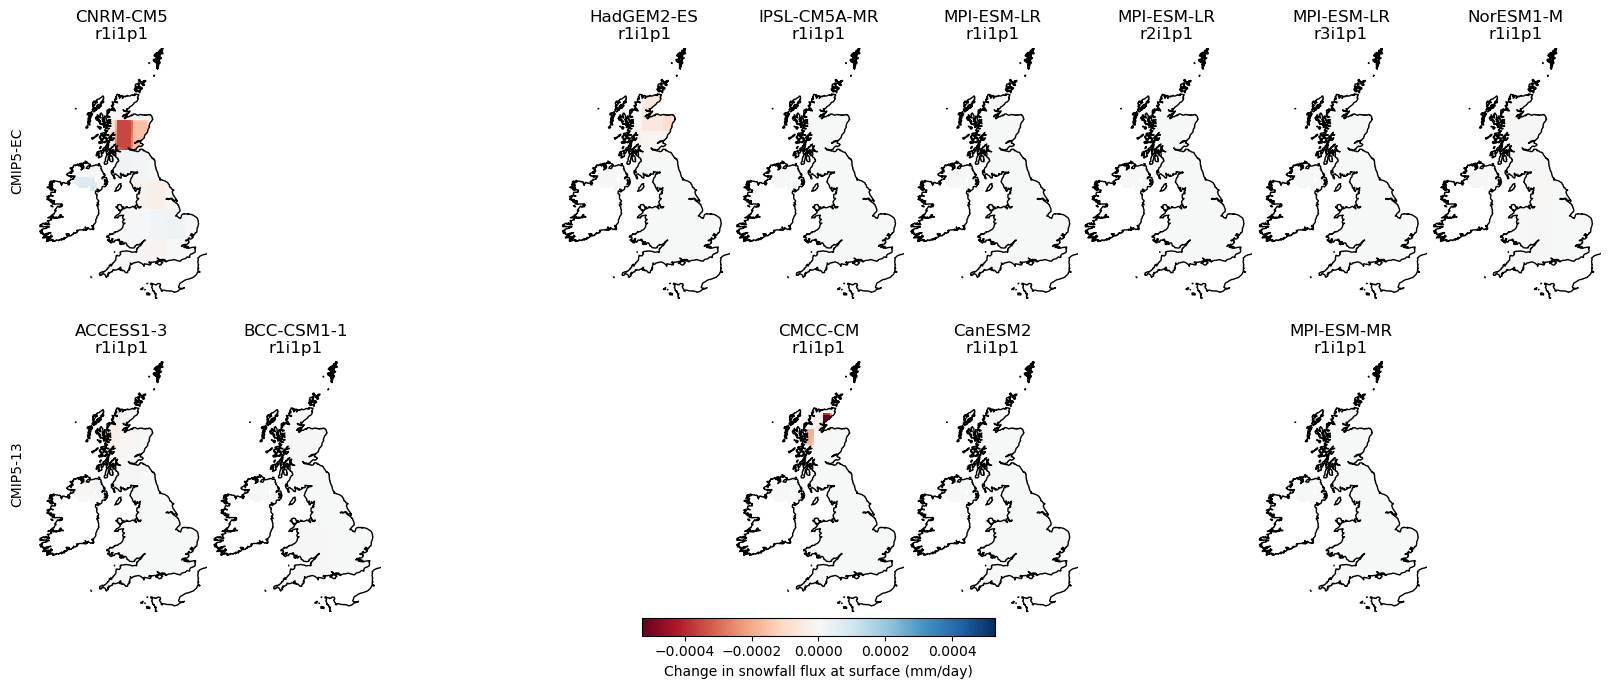 CNRM-CM5
r1i1p1
HadGEM2-ES
r1i1p1
IPSL-CM5A-MR
r1i1p1
MPI-ESM-LR
r1i1p1
MPI-ESM-LR
r2i1p1
MPI-ESM-LR
r3i1p1
NorESM1-M
r1i1p1
CMIP5-EC
ACCESS1-3
r1i1p1
BCC-CSM1-1
r1i1p1
CMCC-CM
r1i1p1
CanESM2
r1i1p1
MPI-ESM-MR
r1i1p1
CMIP5-13
−0.0004 −0.0002 0.0000 0.0002 0.0004
Change in snowfall flux at surface (mm/day)